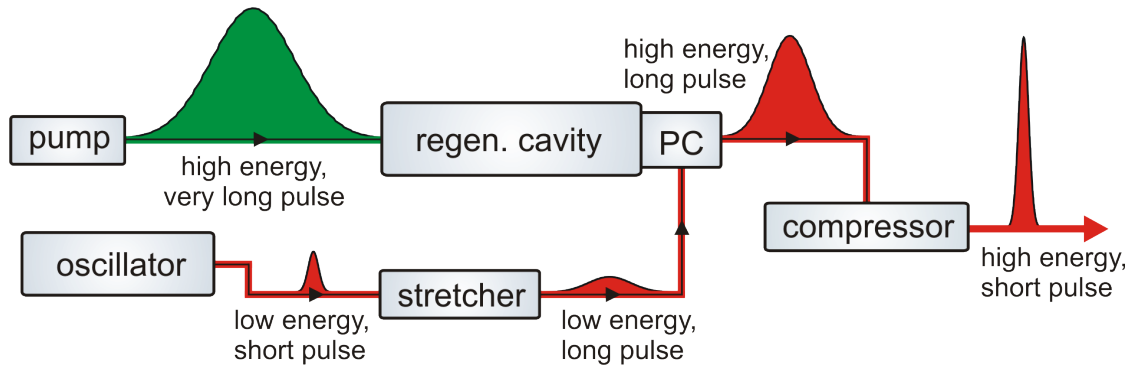 high energy,
long pulse
pump
regen. cavity
PC
high energy,
very long pulse
compressor
oscillator
high energy,
short pulse
stretcher
low energy,
short pulse
low energy,
long pulse